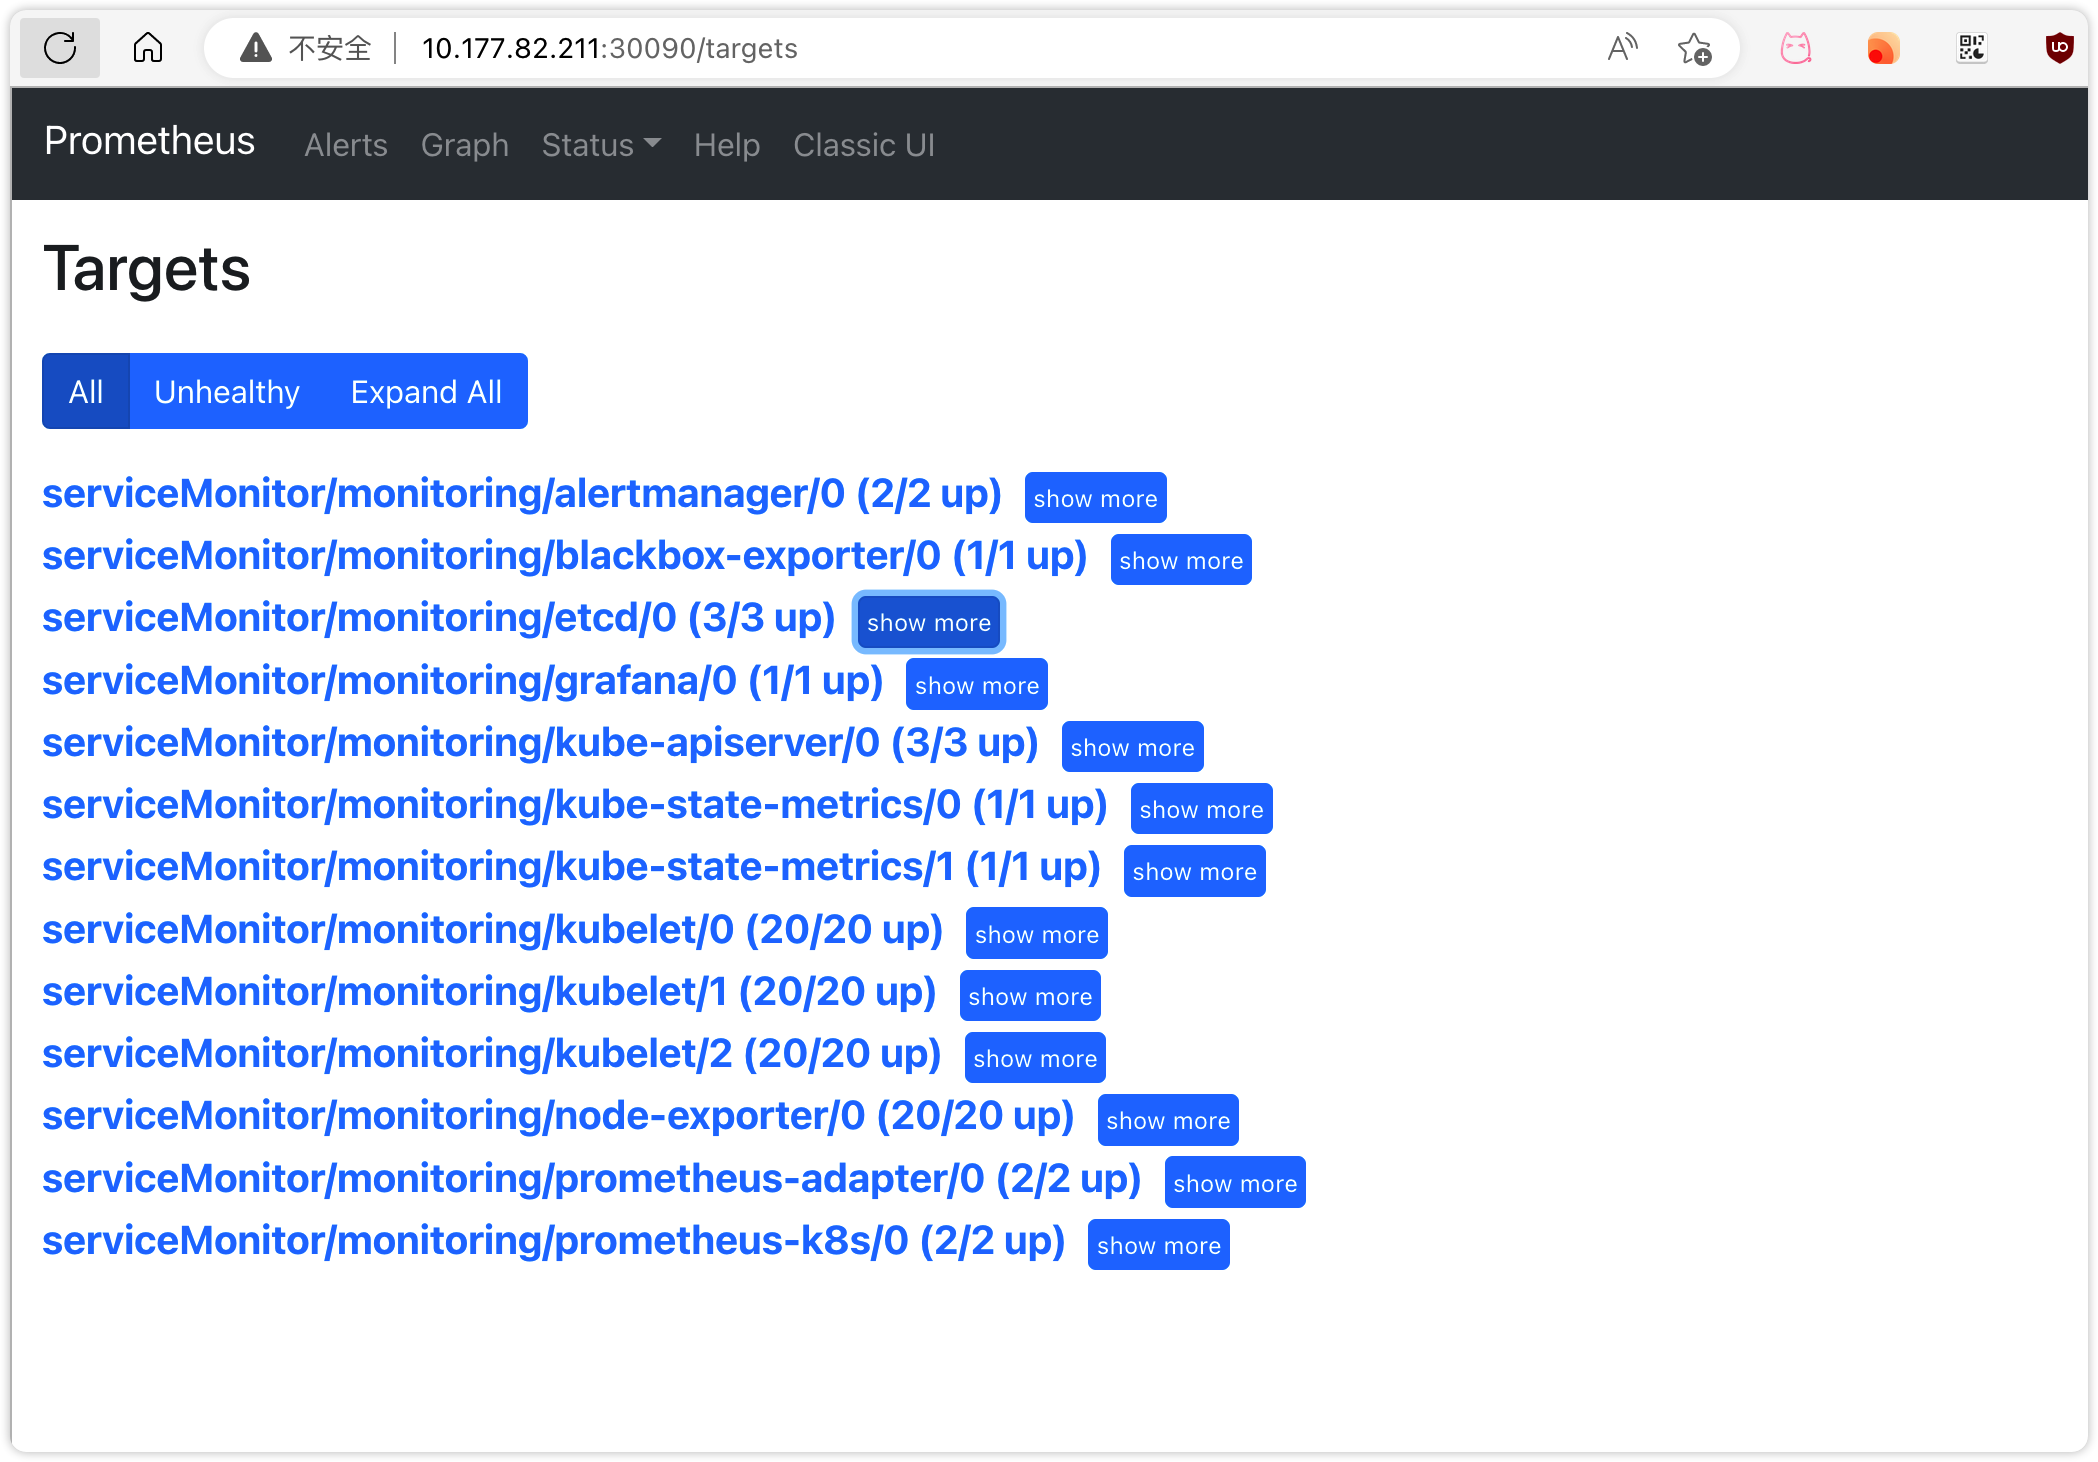 不安全 | 10.177.82.211:30090/targets
Prometheus Alerts Graph Status Help Classic UI
Targets
All Unhealthy Expand All
serviceMonitor/monitoring/alertmanager/0 (2/2 up) show more
serviceMonitor/monitoring/blackbox-exporter/0 (1/1 up) show more
serviceMonitor/monitoring/etcd/0 (3/3 up) show more
serviceMonitor/monitoring/grafana/0 (1/1 up) show more
serviceMonitor/monitoring/kube-apiserver/0 (3/3 up) show more
serviceMonitor/monitoring/kube-state-metrics/0 (1/1 up) show more
serviceMonitor/monitoring/kube-state-metrics/1 (1/1 up) show more
serviceMonitor/monitoring/kubelet/0 (20/20 up) show more
serviceMonitor/monitoring/kubelet/1 (20/20 up) show more
serviceMonitor/monitoring/kubelet/2 (20/20 up) show more
serviceMonitor/monitoring/node-exporter/0 (20/20 up) show more
serviceMonitor/monitoring/prometheus-adapter/0 (2/2 up) show more
serviceMonitor/monitoring/prometheus-k8s/0 (2/2 up) show more